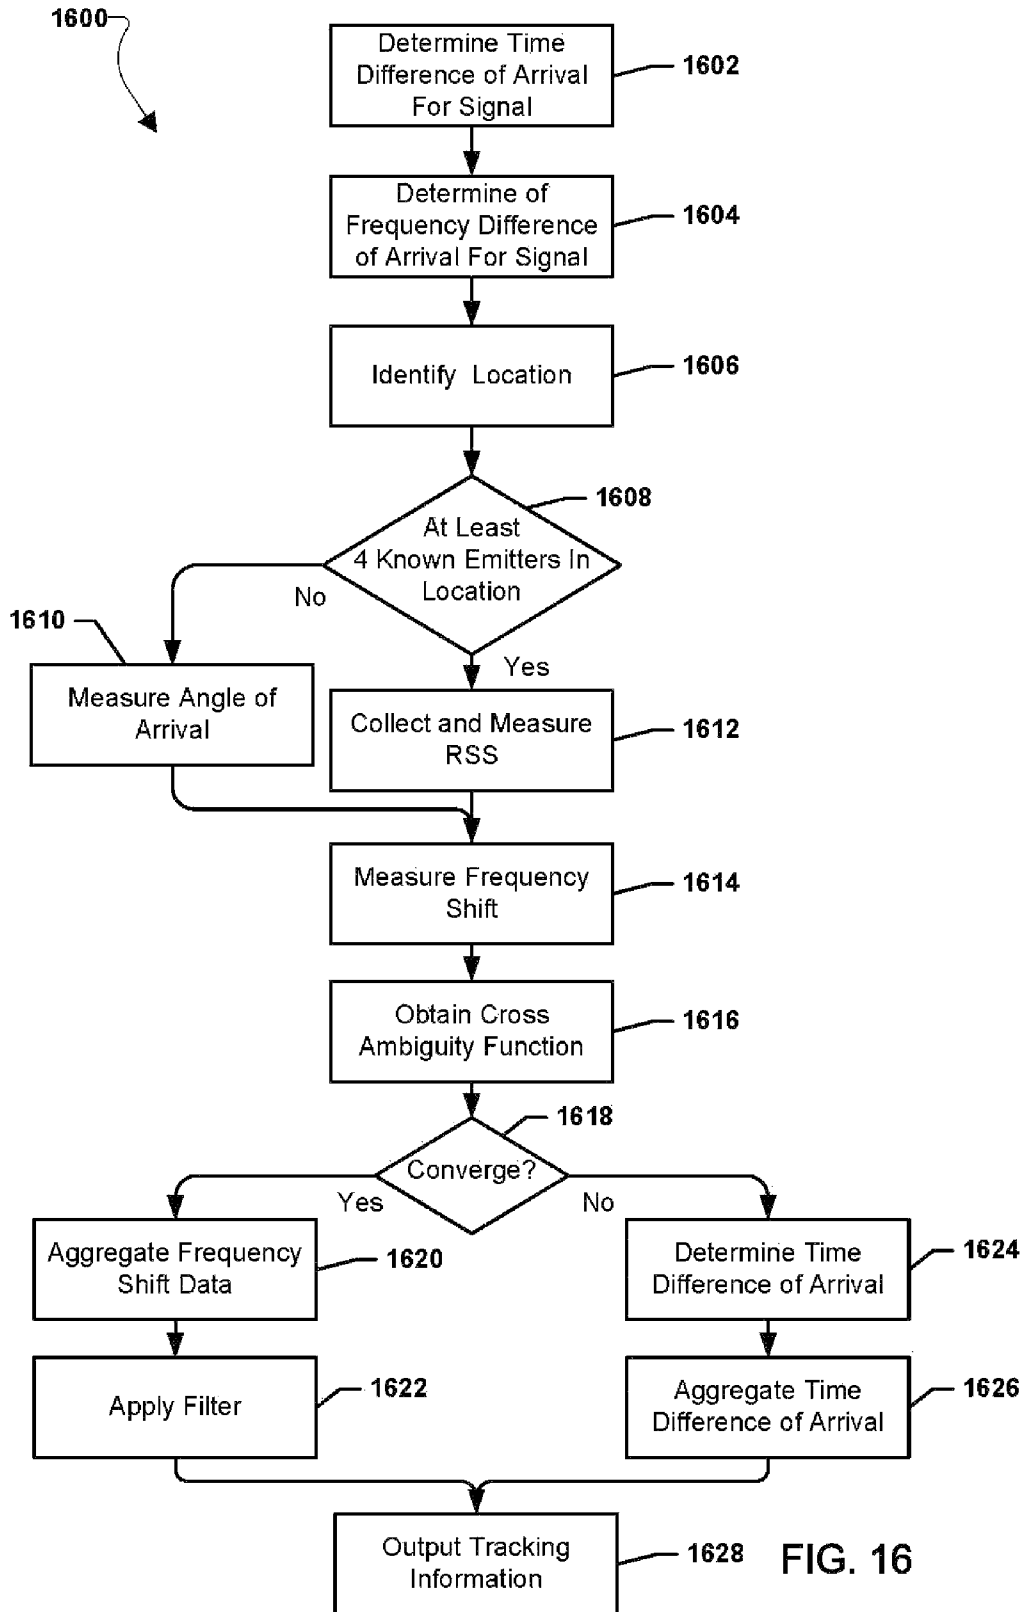 1600
Determine Time
Difference of Arrival
For Signal
1602
Determine of
Frequency Difference
of Arrival For Signal
1604
Identify Location
1606
1608
At Least
4 Known Emitters In
Location
No
Yes
1610
Measure Angle of
Arrival
Collect and Measure
RSS
1612
Measure Frequency
Shift
1614
Obtain Cross
Ambiguity Function
1616
1618
Converge?
Yes
No
Aggregate Frequency
Shift Data
1620
Determine Time
Difference of Arrival
1624
Apply Filter
1622
Aggregate Time
Difference of Arrival
1626
Output Tracking
Information
1628
FIG. 16